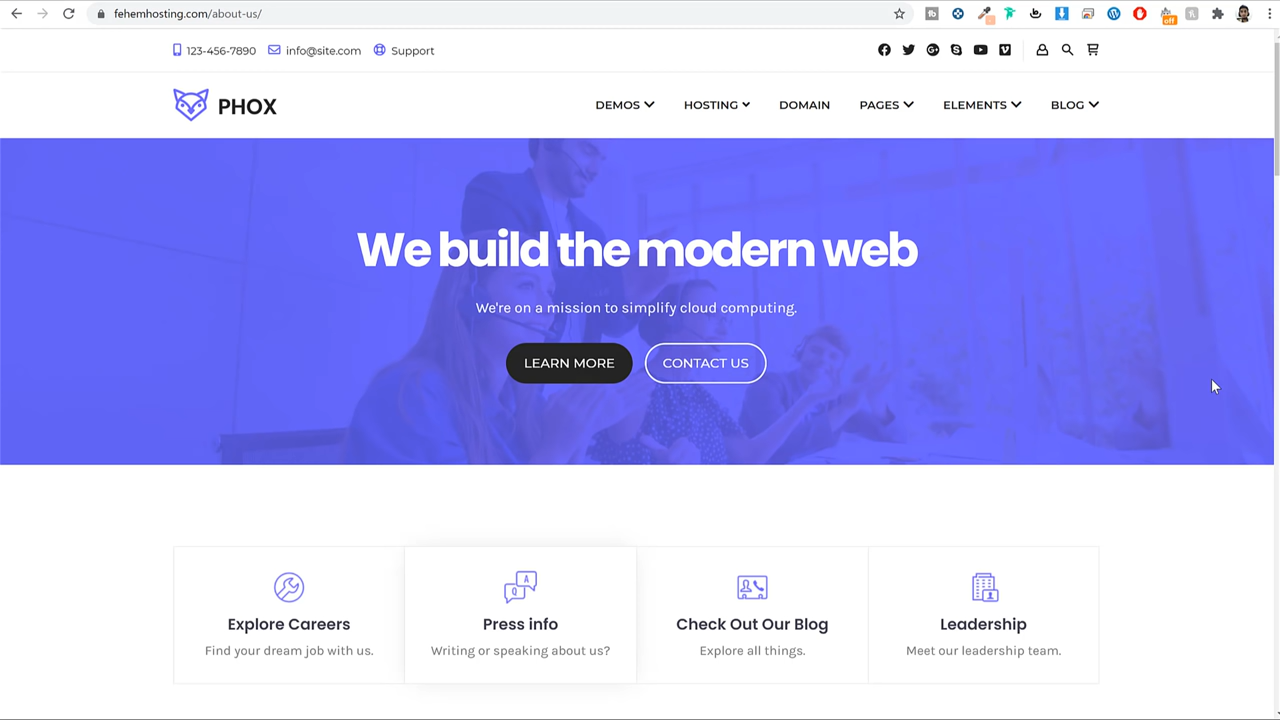 fehemhosting.com/about-us/
off
123-456-7890 info@site.com Support
PHOX
DEMOS HOSTING DOMAIN PAGES ELEMENTS BLOG
We build the modern web
We're on a mission to simplify cloud computing.
LEARN MORE CONTACT US
Explore Careers
Find your dream job with us.
Press info
Writing or speaking about us?
Check Out Our Blog
Explore all things.
Leadership
Meet our leadership team.